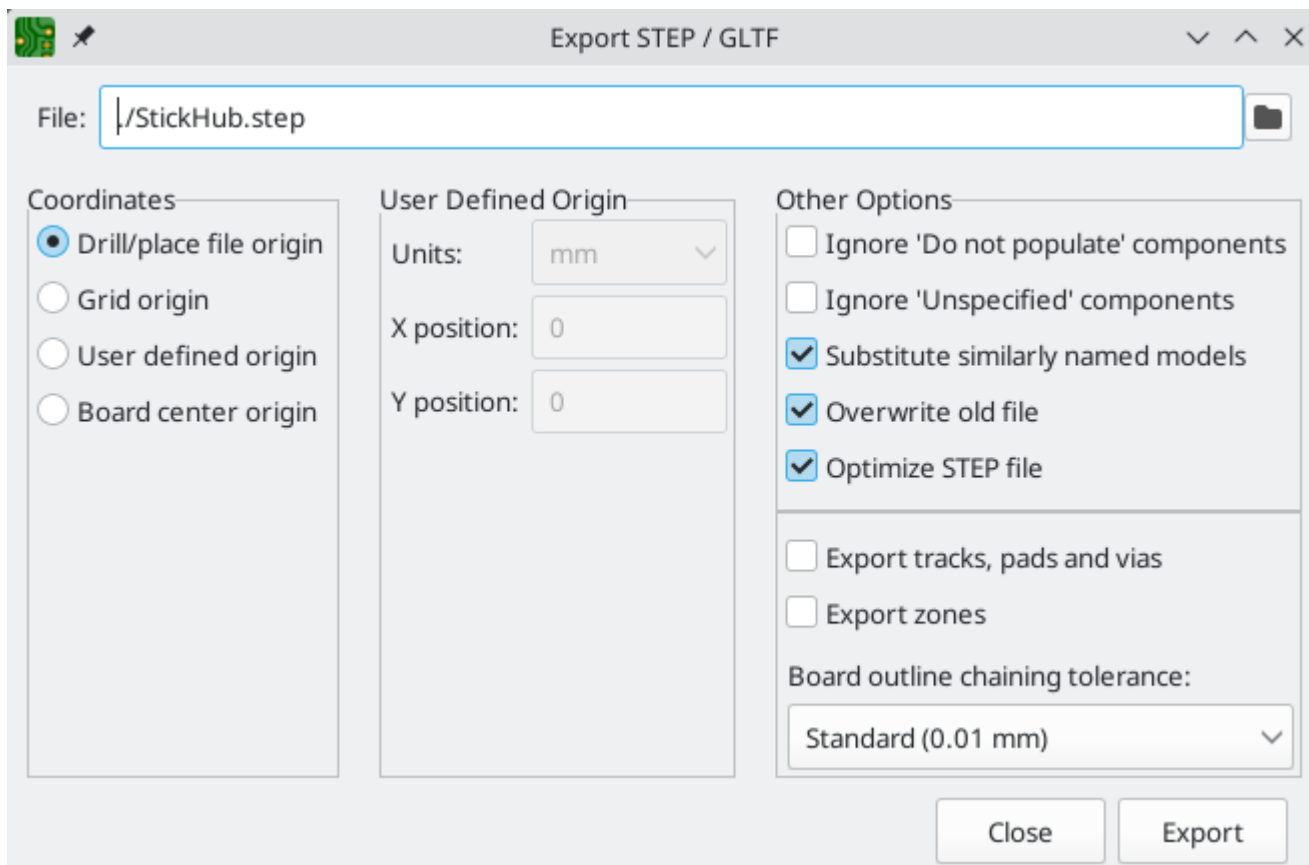 Export STEP / GLTF
File: ./StickHub.step
Coordinates
Drill/place file origin
Grid origin
User defined origin
Board center origin
User Defined Origin
Units: mm
X position: 0
Y position: 0
Other Options
Ignore 'Do not populate' components
Ignore 'Unspecified' components
Substitute similarly named models
Overwrite old file
Optimize STEP file
Export tracks, pads and vias
Export zones
Board outline chaining tolerance:
Standard (0.01 mm)
Close Export